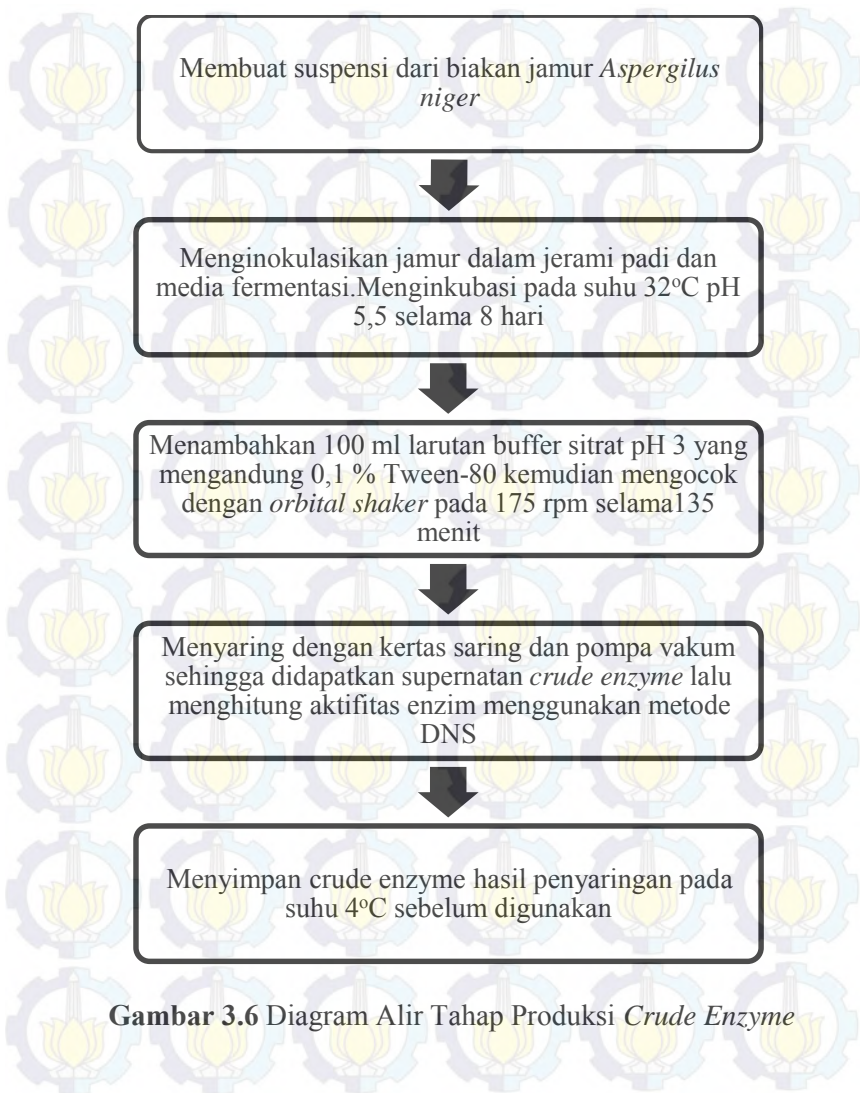 Membuat suspensi dari biakan jamur Aspergilus
niger
Menginokulasikan jamur dalam jerami padi dan
media fermentasi.Menginkubasi pada suhu 32°C pH
5,5 selama 8 hari
Menambahkan 100 ml larutan buffer sitrat pH 3 yang
mengandung 0,1 % Tween-80 kemudian mengocok
dengan orbital shaker pada 175 rpm selama135
menit
Menyaring dengan kertas saring dan pompa vakum
sehingga didapatkan supernatan crude enzyme lalu
menghitung aktifitas enzim menggunakan metode
DNS
Menyimpan crude enzyme hasil penyaringan pada
suhu 4°C sebelum digunakan
Gambar 3.6 Diagram Alir Tahap Produksi Crude Enzyme